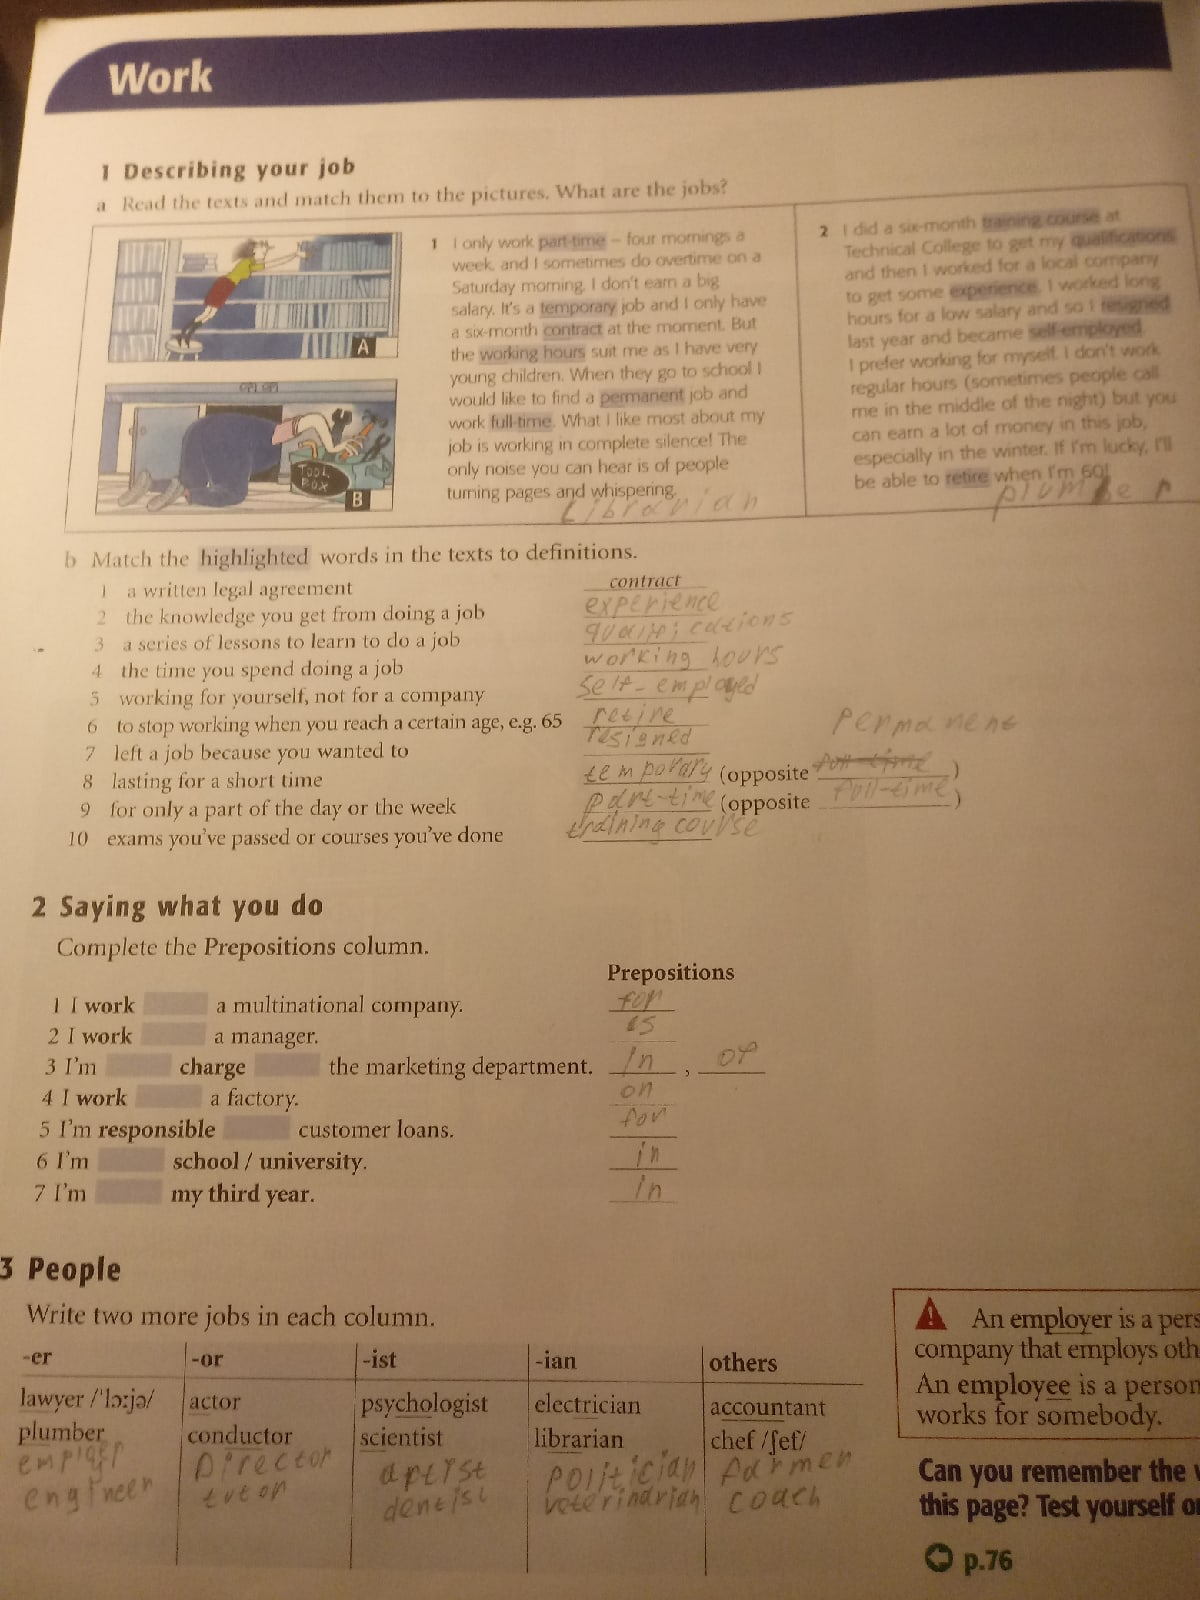 Work
1 Describing your job
a Read the texts and match them to the pictures. What are the jobs?
A
TOOL BOX
B
1 I only work part-time – four mornings a
week, and I sometimes do overtime on a
Saturday morning. I don't earn a big
salary. It's a temporary job and I only have
a six-month contract at the moment. But
the working hours suit me as I have very
young children. When they go to school I
would like to find a permanent job and
work full-time. What I like most about my
job is working in complete silence! The
only noise you can hear is of people
turning pages and whispering.
Librarian
2 I did a six-month training course at
Technical College to get my qualifications
and then I worked for a local company
to get some experience. I worked long
hours for a low salary and so I resigned
last year and became self-employed.
I prefer working for myself. I don't work
regular hours (sometimes people call
me in the middle of the night) but you
can earn a lot of money in this job,
especially in the winter. If I'm lucky, I'll
be able to retire when I'm 60!
plumber
b Match the highlighted words in the texts to definitions.
1 a written legal agreement contract
2 the knowledge you get from doing a job experience
3 a series of lessons to learn to do a job qualifications
4 the time you spend doing a job working hours
5 working for yourself, not for a company self-employed
6 to stop working when you reach a certain age, e.g. 65 retire
7 left a job because you wanted to resigned
permanent
8 lasting for a short time temporary (opposite full-time)
9 for only a part of the day or the week part-time (opposite full-time)
10 exams you've passed or courses you've done training course
2 Saying what you do
Complete the Prepositions column.
Prepositions
1 I work a multinational company. for
2 I work a manager. as
3 I'm charge the marketing department. In, of
4 I work a factory. on
5 I'm responsible customer loans. for
6 I'm school / university. in
7 I'm my third year. In
3 People
Write two more jobs in each column.
-er -or -ist -ian others
lawyer /ˈlɔːjə/ actor psychologist electrician accountant
plumber conductor scientist librarian chef /ʃef/
Director artist politician Farmer
engineer tutor dentist veterinarian coach
An employer is a pers
company that employs oth
An employee is a person
works for somebody.
Can you remember the
this page? Test yourself o
p.76